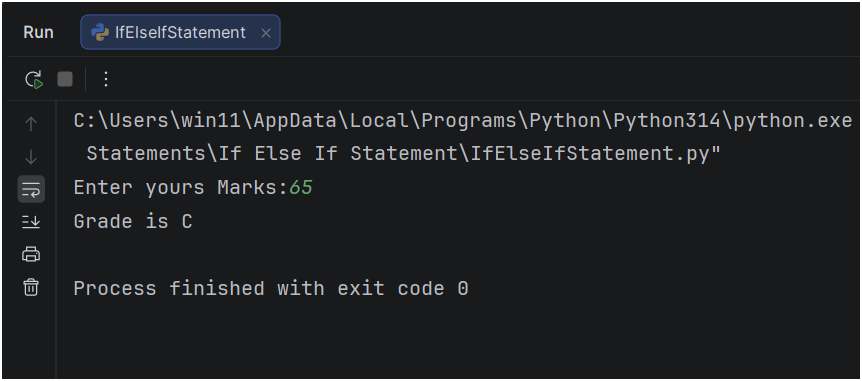 Run IfElseIfStatement
C:\Users\win11\AppData\Local\Programs\Python\Python314\python.exe
Statements\If Else If Statement\IfElseIfStatement.py"
Enter yours Marks:65
Grade is C
Process finished with exit code 0